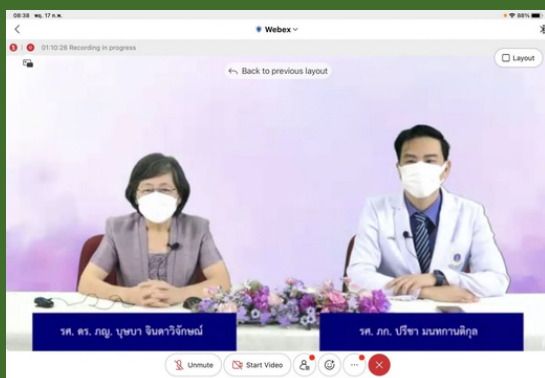 08:38 พฤ. 17 ก.พ.
88%
Webex
01:10:26 Recording in progress
Layout
Back to previous layout
รศ. ดร. ภญ. บุษบา จินดาวิจักษณ์
รศ. ภก. ปรีชา มนทกานติกุล
Unmute
Start Video